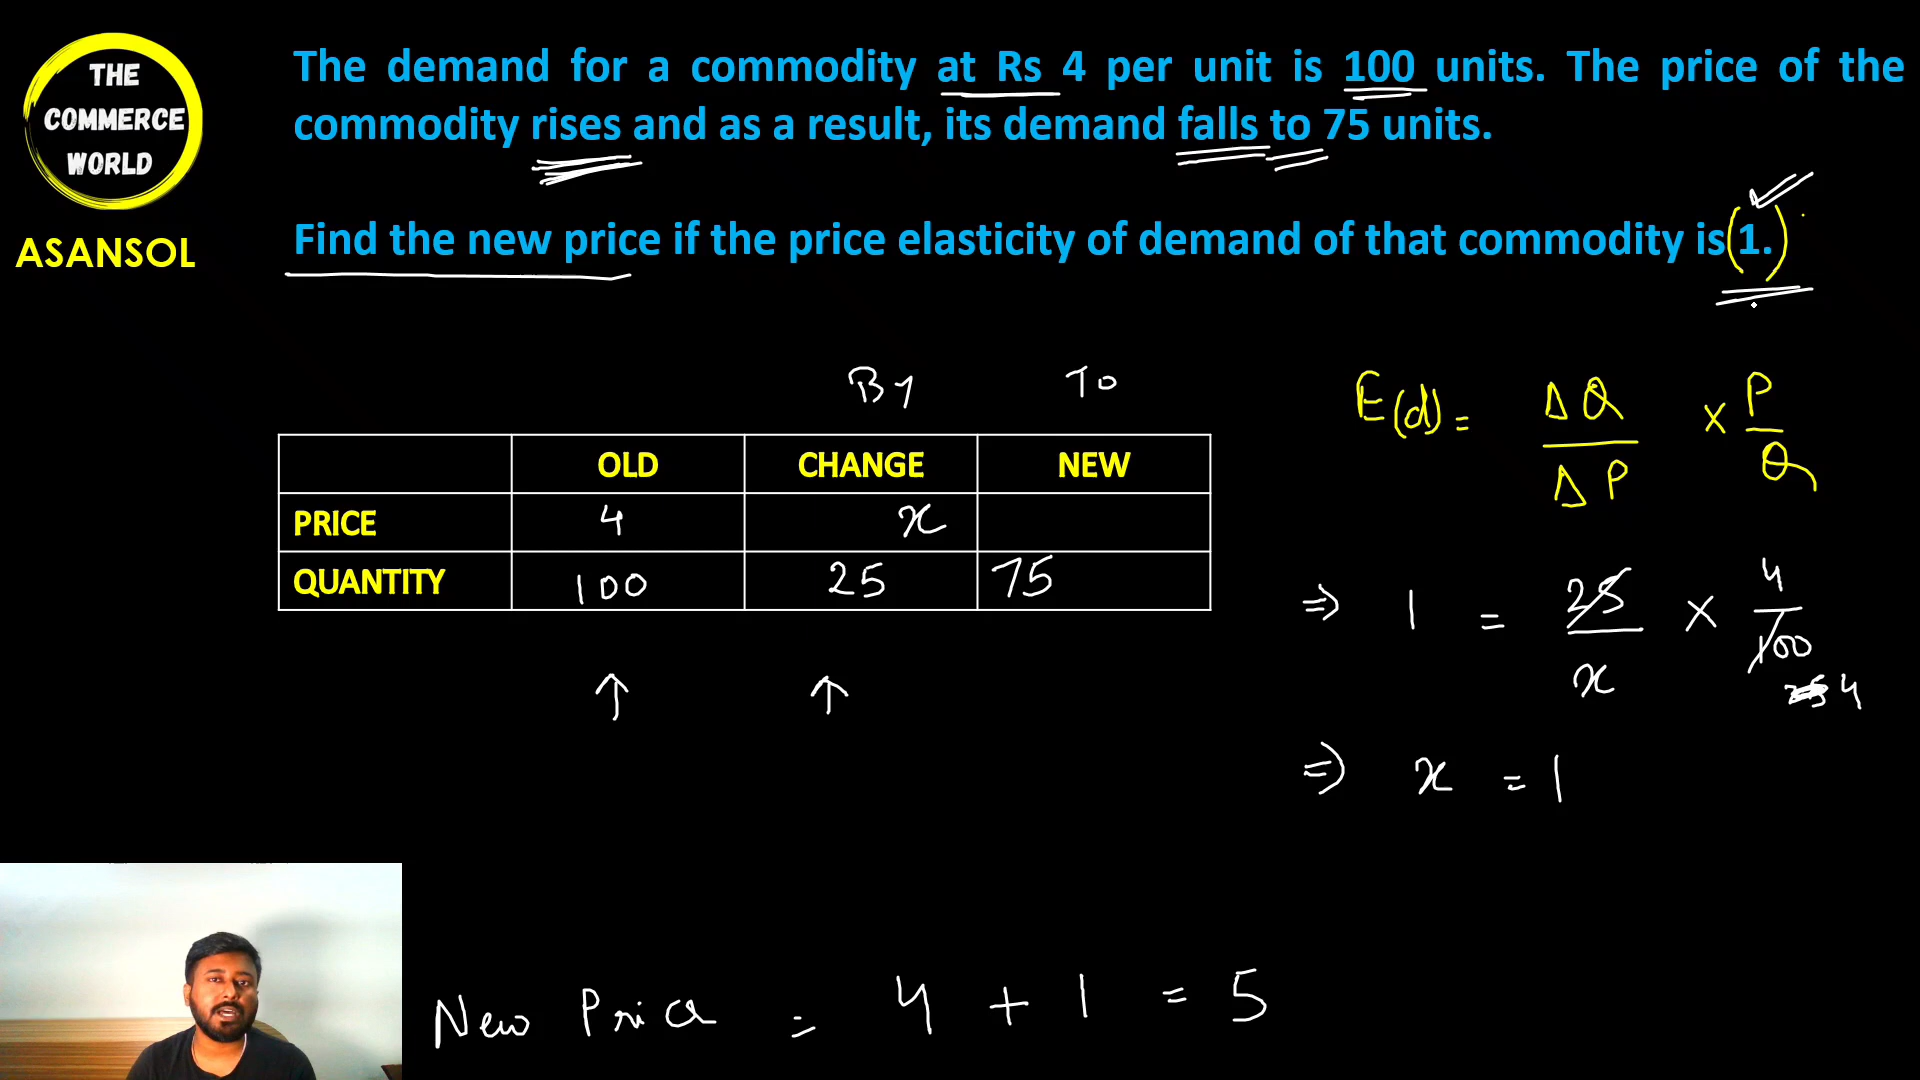 THE
COMMERCE
WORLD
ASANSOL
The demand for a commodity at Rs 4 per unit is 100 units. The price of the
commodity rises and as a result, its demand falls to 75 units.
Find the new price if the price elasticity of demand of that commodity is (1.)
By To
OLD CHANGE NEW
PRICE 4 x
QUANTITY 100 25 75
E(d) = ΔQ/ΔP × P/Q
⇒ 1 = 25/x × 4/100
4
⇒ x = 1
New Price = 4 + 1 = 5